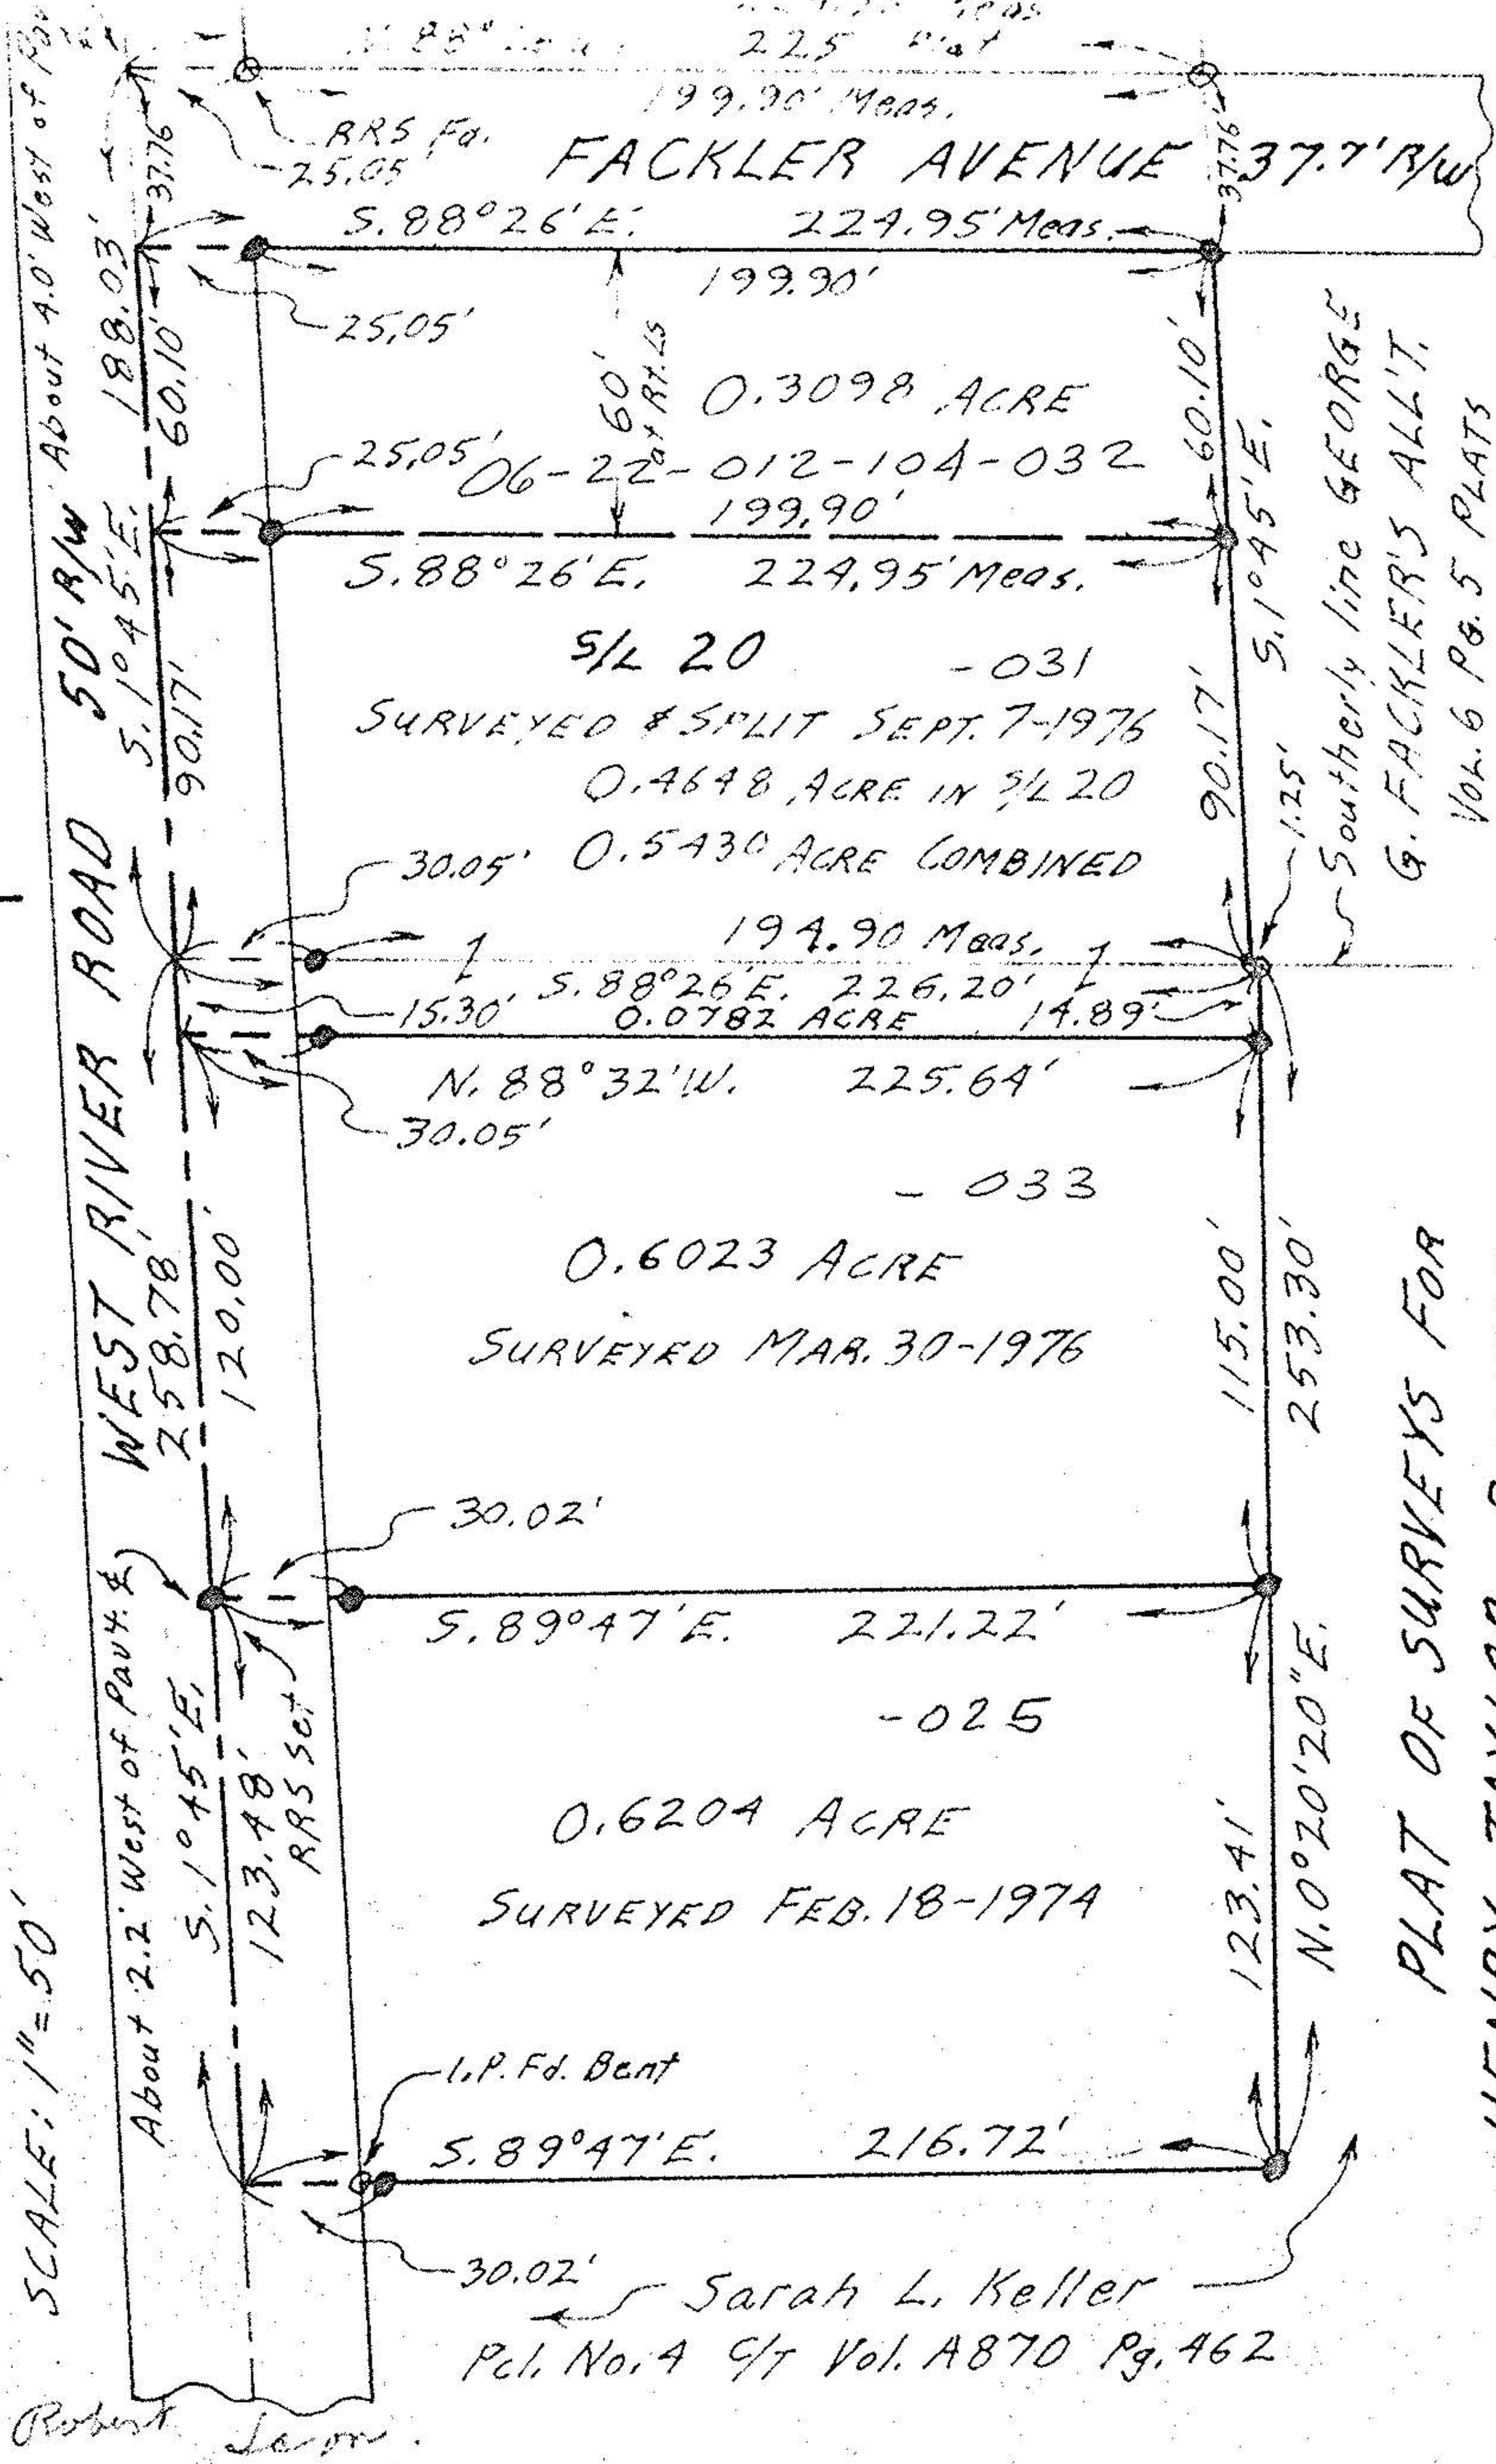 225 Plat
199.90' Meas.
RRS Fd.
25.05'
37.76'
37.76'
FACKLER AVENUE 37.7' R/W
S. 88° 26' E. 224.95' Meas.
199.90'
25.05'
188.03'
60.10'
60' at Rt. Ls
0.3098 ACRE
60.10'
25.05'
06-22-012-104-032
199.90'
S. 88° 26' E. 224.95' Meas.
S/L 20 -031
SURVEYED & SPLIT SEPT. 7-1976
0.4648 ACRE IN S/L 20
0.5430 ACRE COMBINED
90.17'
90.17'
S. 1° 45' E.
1.25'
30.05'
194.90 Meas.
S. 88° 26' E. 226.20'
15.30' 0.0782 ACRE 14.89'
N. 88° 32' W. 225.64'
30.05'
- 033
0.6023 ACRE
SURVEYED MAR. 30-1976
120.00'
115.00'
258.78'
253.30'
30.02'
S. 89° 47' E. 221.22'
-025
0.6204 ACRE
SURVEYED FEB. 18-1974
S. 1° 45' E.
123.48'
RRS Set
123.41'
N. 0° 20' 20" E.
I.P. Fd. Bent
S. 89° 47' E. 216.72'
30.02'
Sarah L. Keller
Pcl. No. 4 C/T Vol. A870 Pg. 462
About 4.0' West of
WEST RIVER ROAD 50' R/W
S. 1° 45' E.
About 2.2' West of Pav't. ₵
SCALE: 1" = 50'
Southerly line GEORGE
G. FACKLER'S ALL'T.
VOL. 6 PG. 5 PLATS
PLAT OF SURVEYS FOR
HENRY TAYLOR
Robert